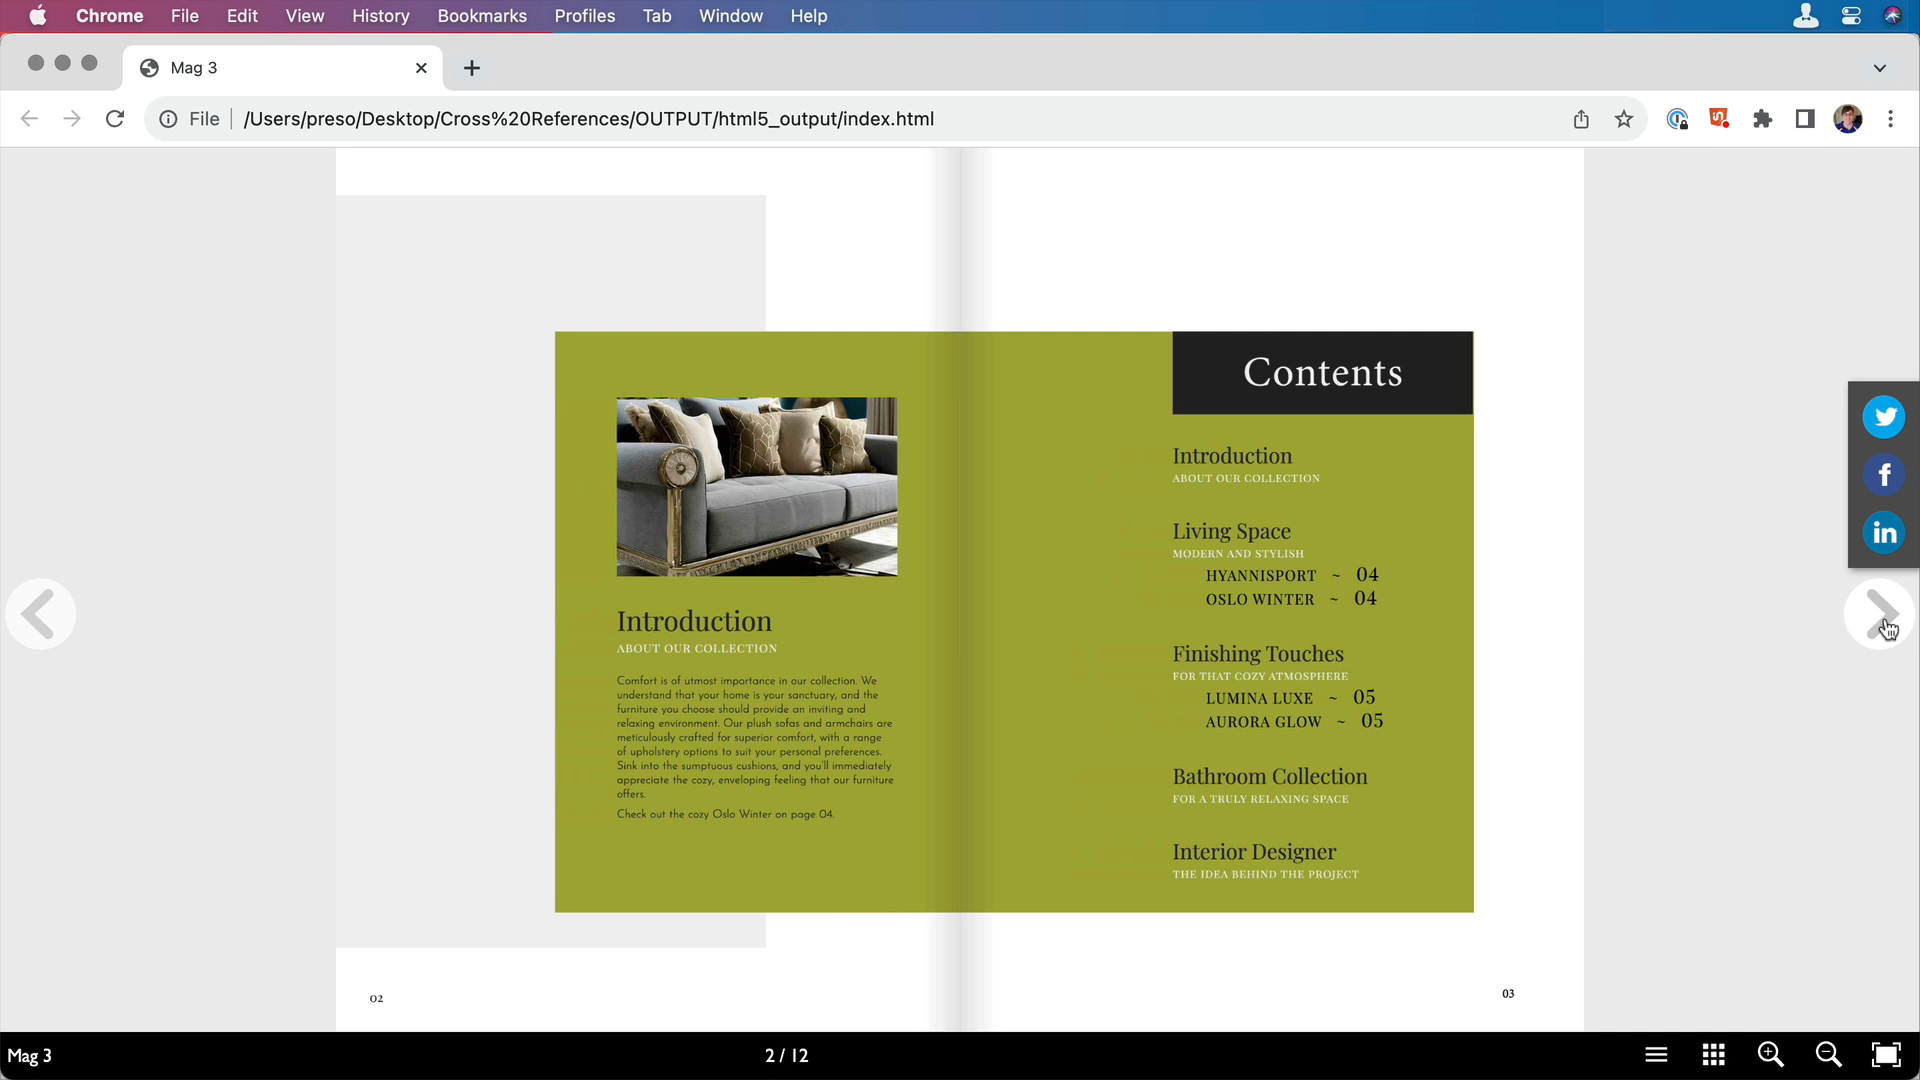 Chrome File Edit View History Bookmarks Profiles Tab Window Help
Mag 3
File /Users/preso/Desktop/Cross%20References/OUTPUT/html5_output/index.html
Introduction
ABOUT OUR COLLECTION
Comfort is of utmost importance in our collection. We
understand that your home is your sanctuary, and the
furniture you choose should provide an inviting and
relaxing environment. Our plush sofas and armchairs are
meticulously crafted for superior comfort, with a range
of upholstery options to suit your personal preferences.
Sink into the sumptuous cushions, and you'll immediately
appreciate the cozy, enveloping feeling that our furniture
offers.
Check out the cozy Oslo Winter on page 04.
02
Contents
Introduction
ABOUT OUR COLLECTION
Living Space
MODERN AND STYLISH
HYANNISPORT ~ 04
OSLO WINTER ~ 04
Finishing Touches
FOR THAT COZY ATMOSPHERE
LUMINA LUXE ~ 05
AURORA GLOW ~ 05
Bathroom Collection
FOR A TRULY RELAXING SPACE
Interior Designer
THE IDEA BEHIND THE PROJECT
03
f
in
Mag 3
2 / 12